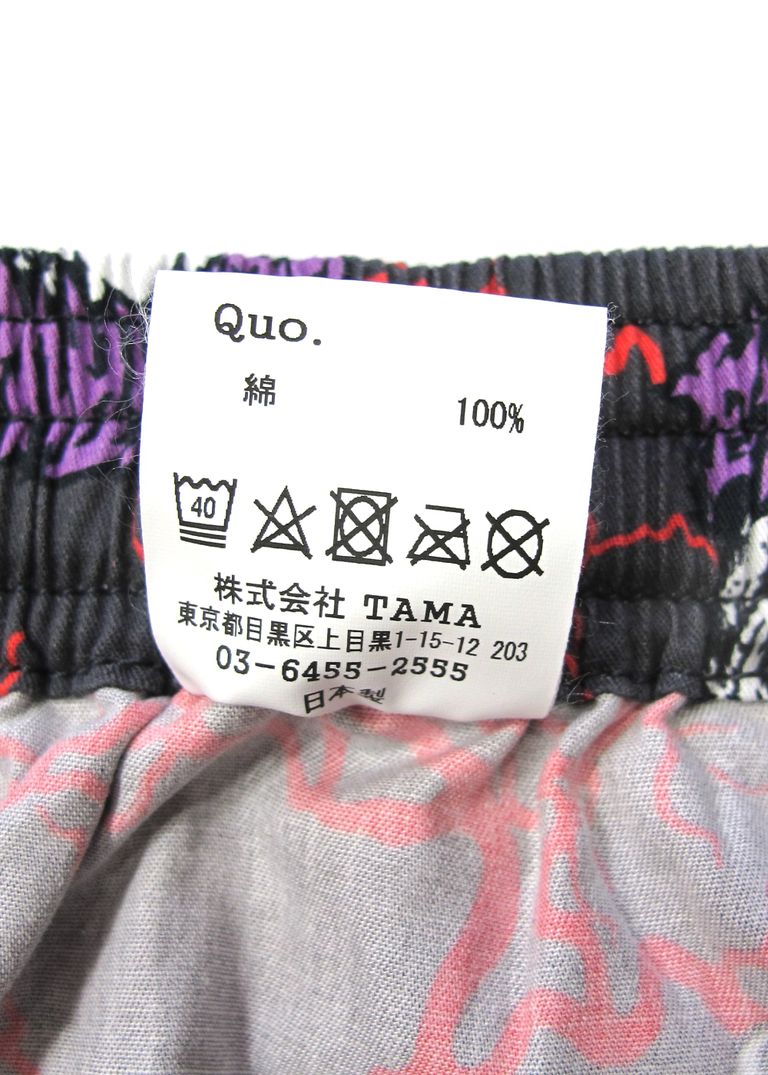 Quo.
綿 100%
40
株式会社 TAMA
東京都目黒区上目黒1-15-12 203
03-6455-2555
日本製